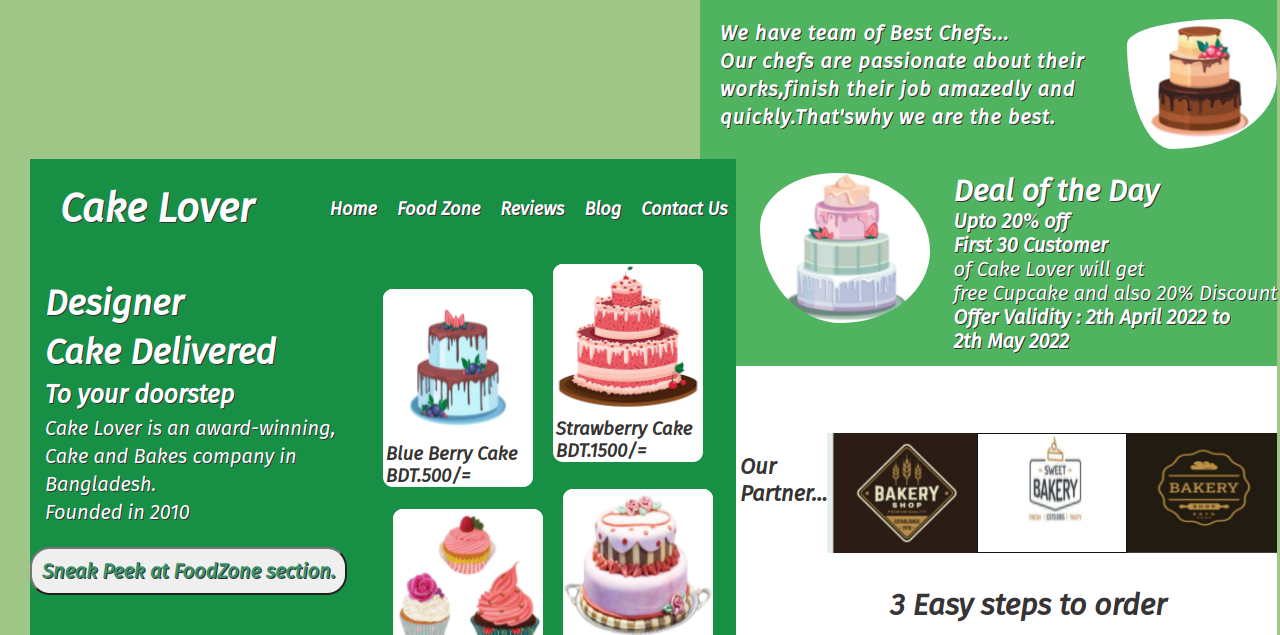 We have team of Best Chefs...
Our chefs are passionate about their
works,finish their job amazedly and
quickly.That'swhy we are the best.
Deal of the Day
Upto 20% off
First 30 Customer
of Cake Lover will get
free Cupcake and also 20% Discount
Offer Validity : 2th April 2022 to
2th May 2022
Cake Lover
Home Food Zone Reviews Blog Contact Us
Designer
Cake Delivered
To your doorstep
Cake Lover is an award-winning,
Cake and Bakes company in
Bangladesh.
Founded in 2010
Sneak Peek at FoodZone section.
Blue Berry Cake
BDT.500/=
Strawberry Cake
BDT.1500/=
Our
Partner...
BAKERY
SHOP
PREMIUM QUALITY
ESTABLISHED
SWEET
BAKERY
FRESH ESTD.2015 TASTY
BAKERY
SHOP
3 Easy steps to order